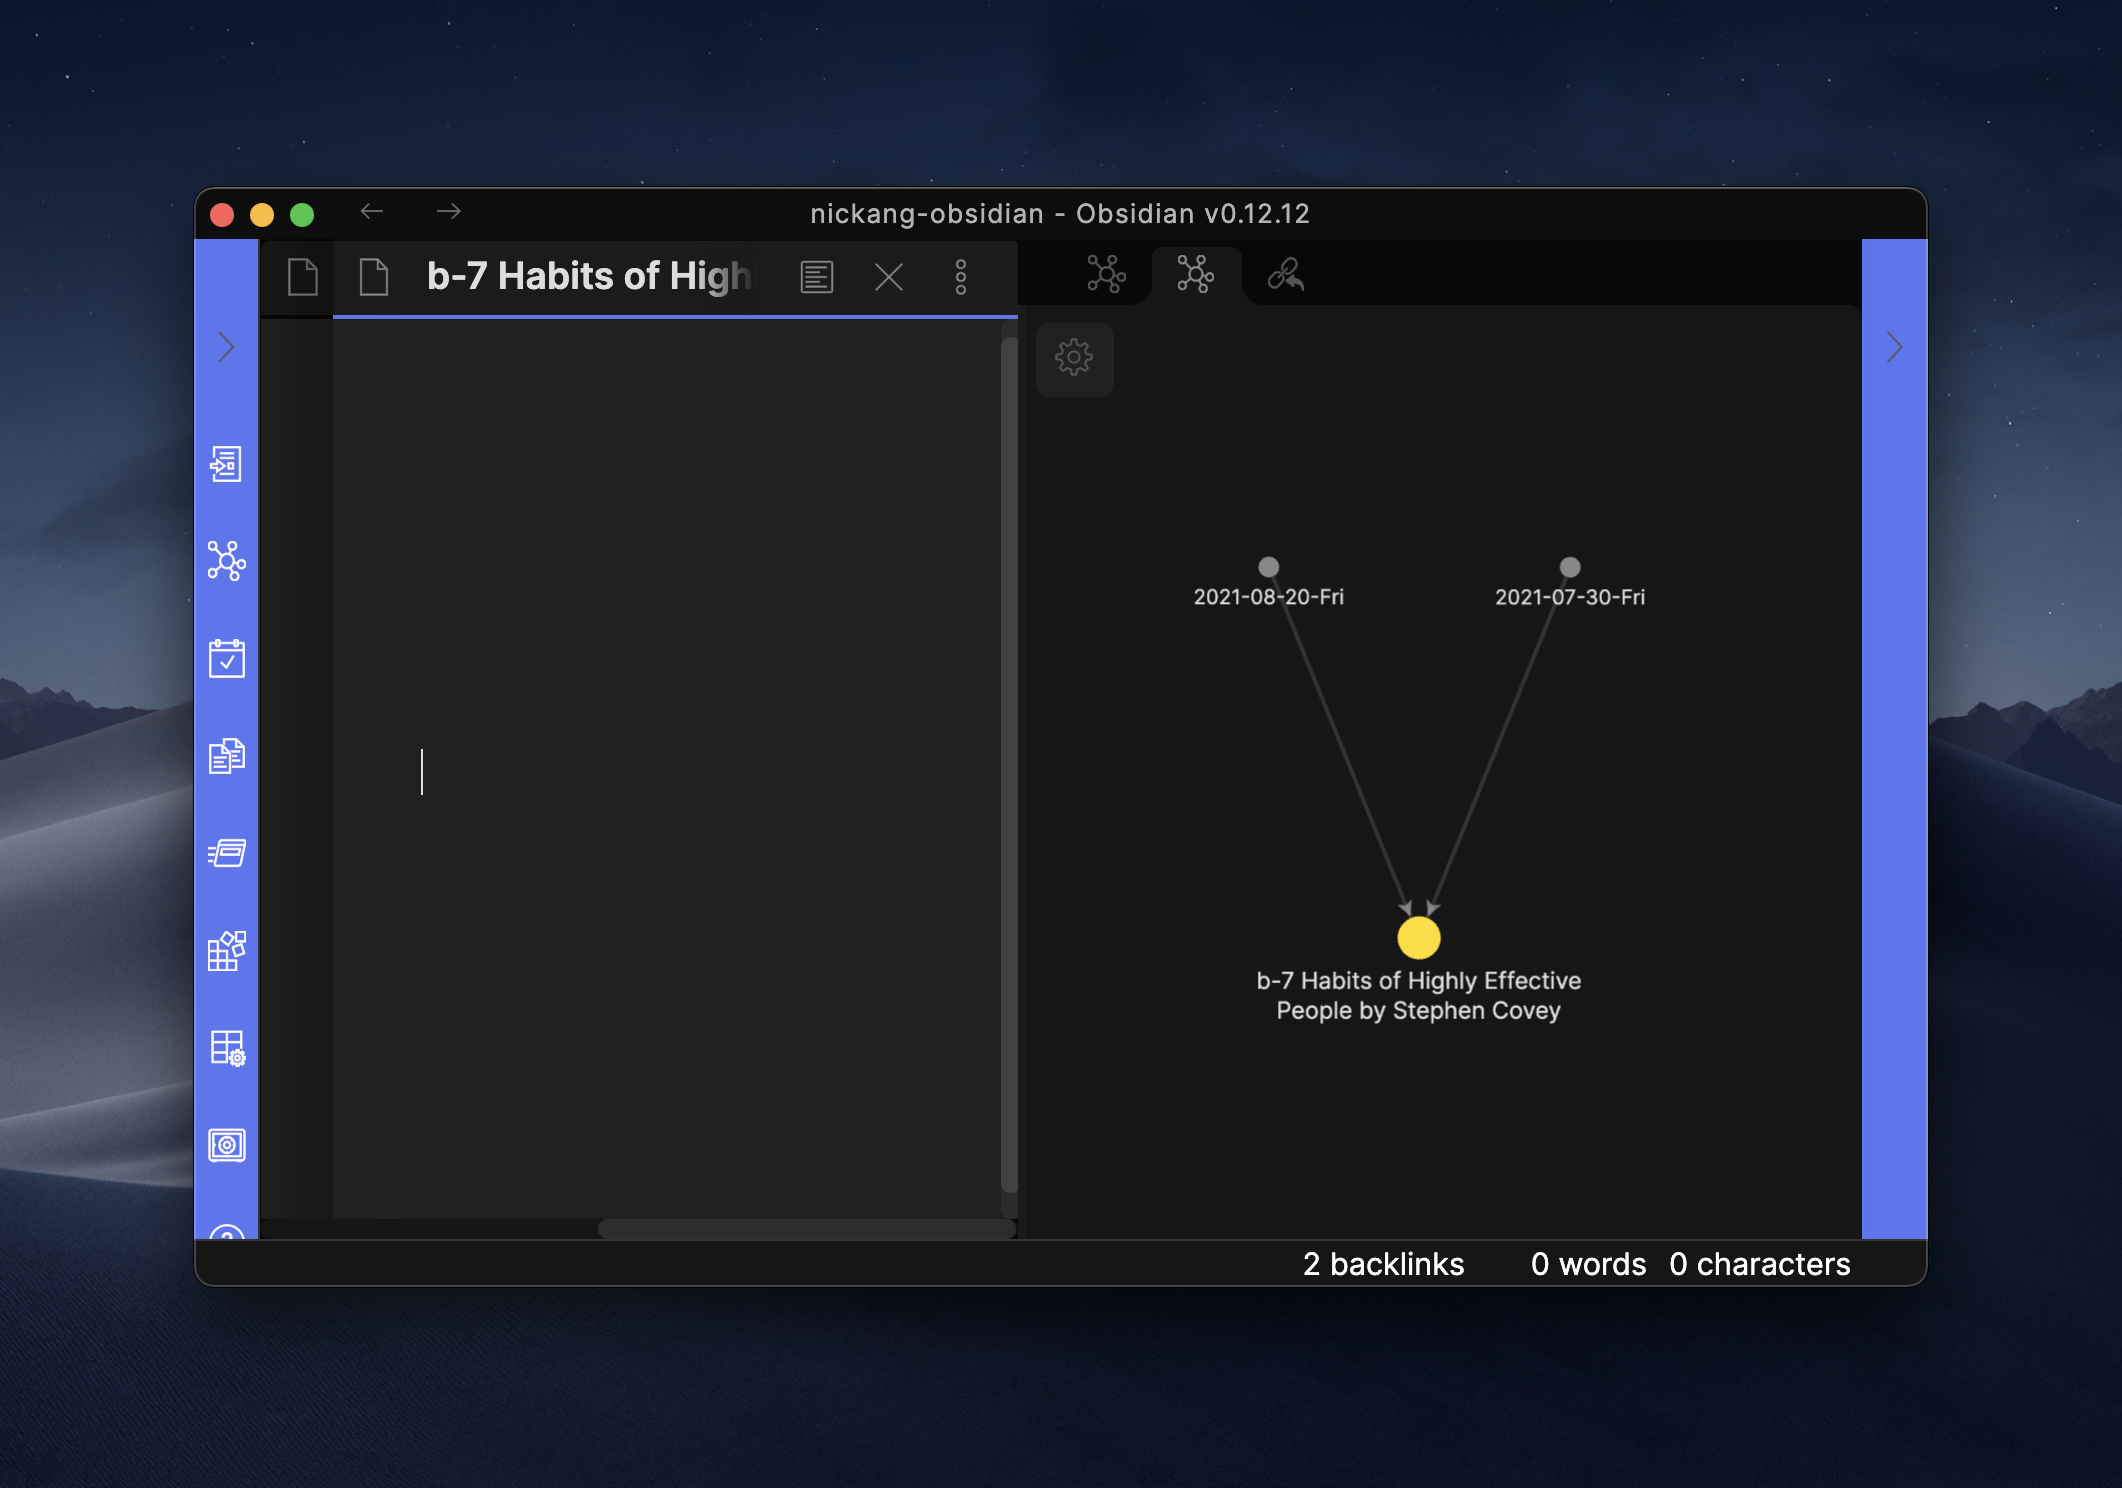 nickang-obsidian - Obsidian v0.12.12
b-7 Habits of High
2021-08-20-Fri
2021-07-30-Fri
b-7 Habits of Highly Effective
People by Stephen Covey
2 backlinks 0 words 0 characters